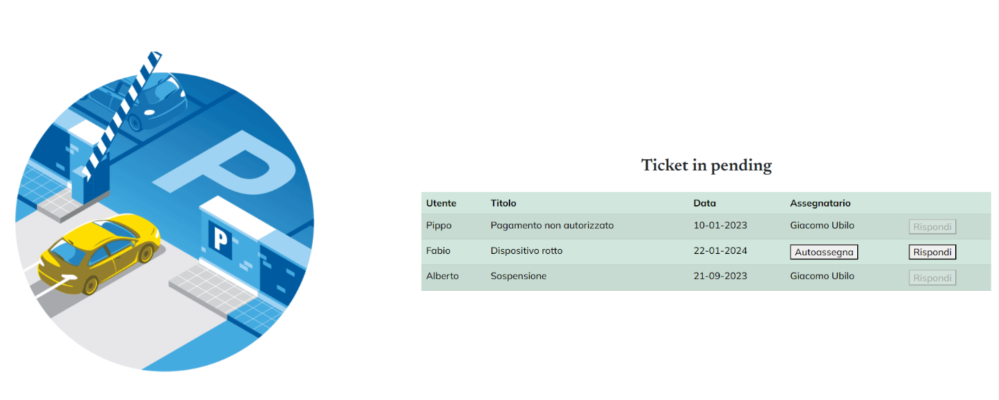 P
P
Ticket in pending
Utente Titolo Data Assegnatario
Pippo Pagamento non autorizzato 10-01-2023 Giacomo Ubilo Rispondi
Fabio Dispositivo rotto 22-01-2024 Autoassegna Rispondi
Alberto Sospensione 21-09-2023 Giacomo Ubilo Rispondi